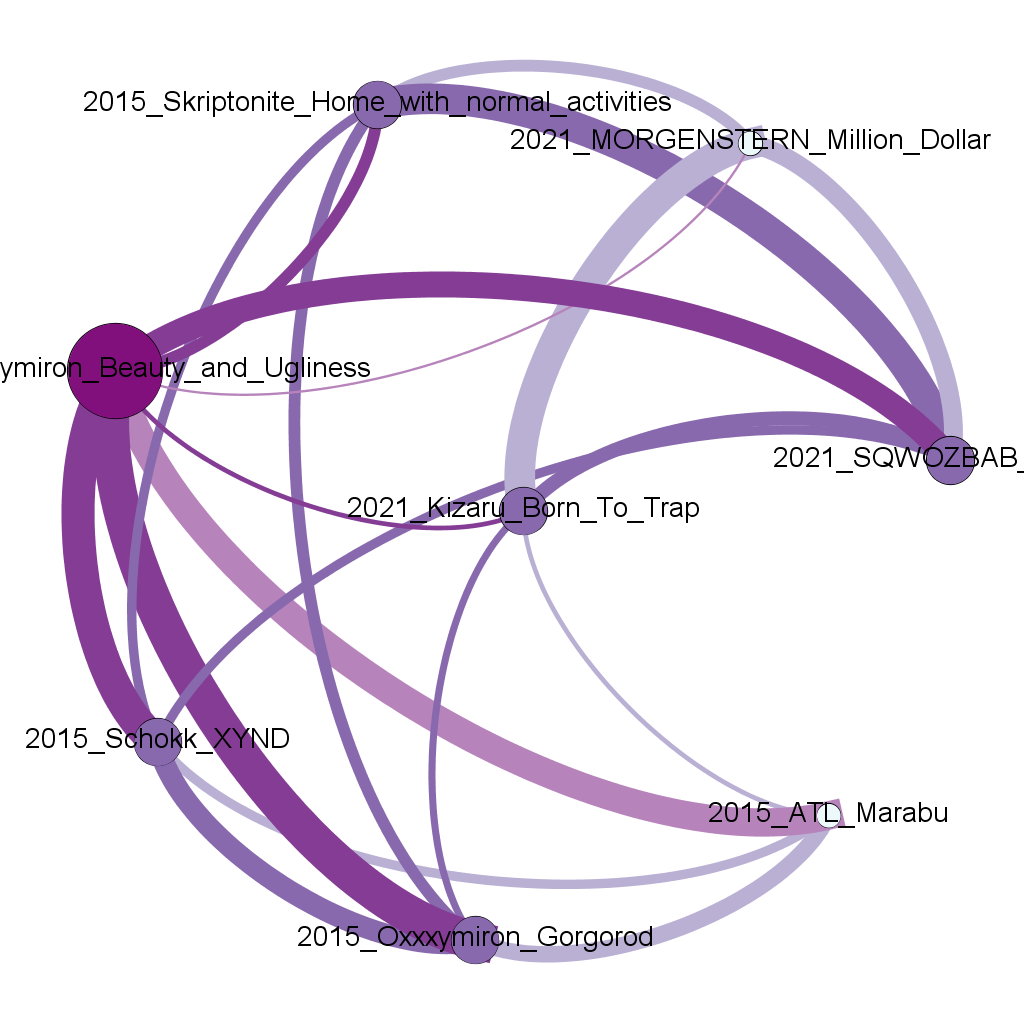 2015_Skriptonite_Home_with_normal_activities
2021_MORGENSTERN_Million_Dollar
ymiron_Beauty_and_Ugliness
2021_SQWOZBAB_
2021_Kizaru_Born_To_Trap
2015_Schokk_XYND
2015_ATL_Marabu
2015_Oxxxymiron_Gorgorod